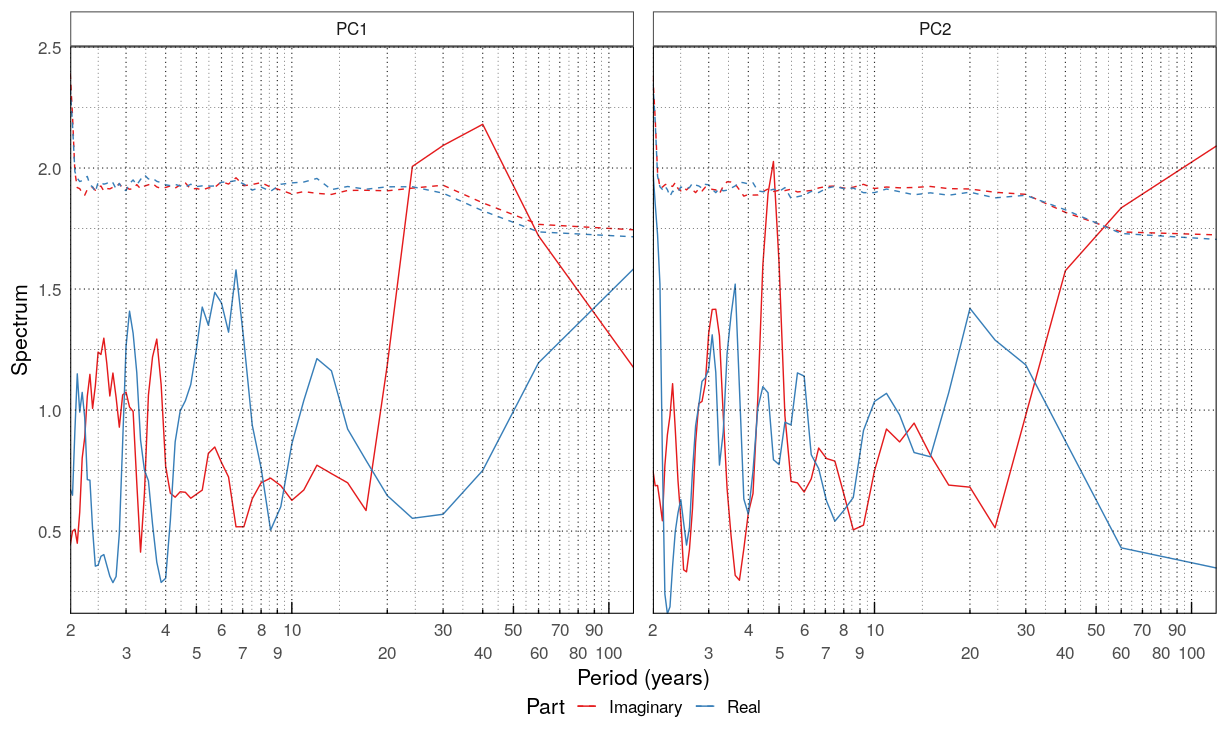 PC1 PC2
2.5
2.0
1.5
1.0
0.5
Spectrum
2 4 6 8 10 30 50 70 90 2 4 6 8 10 30 50 70 90
3 5 7 9 20 40 60 80 100 3 5 7 9 20 40 60 80 100
Period (years)
Part Imaginary Real